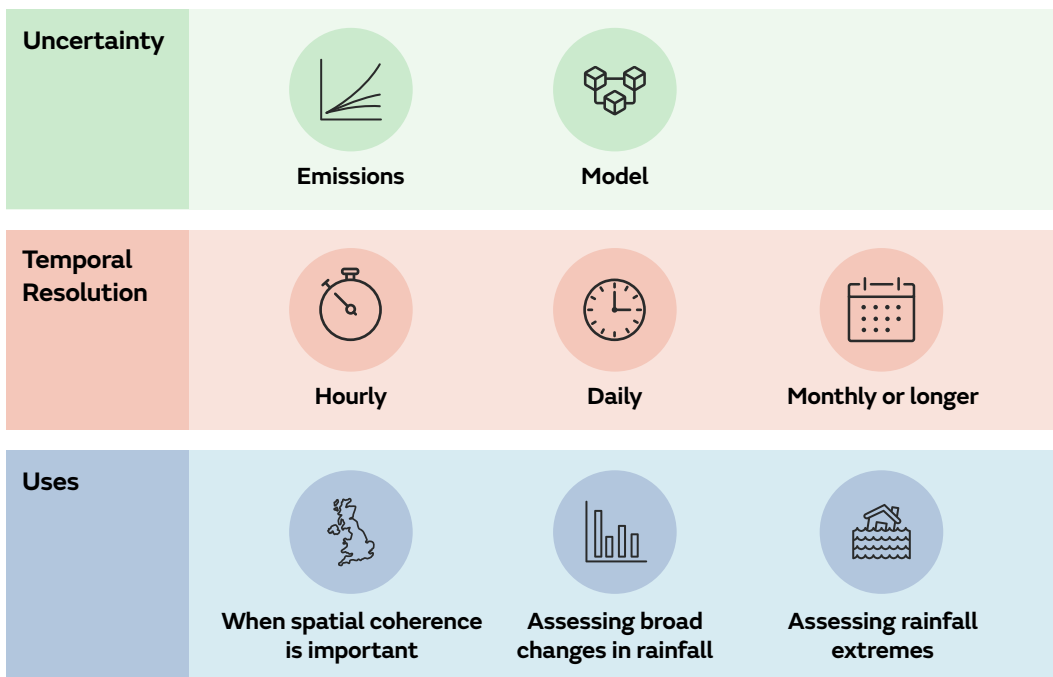 Uncertainty
Emissions
Model
Temporal
Resolution
Hourly
Daily
Monthly or longer
Uses
When spatial coherence
is important
Assessing broad
changes in rainfall
Assessing rainfall
extremes